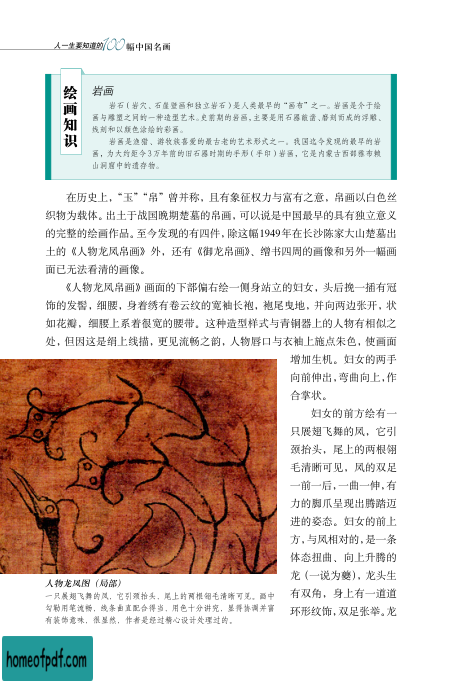 人一生要知道的100幅中国名画
绘画知识
岩画
岩石（岩穴、石崖壁画和独立岩石）是人类最早的“画布”之一。岩画是介于绘
画与雕塑之间的一种造型艺术。史前期的岩画，主要是用石器敲凿、磨刻而成的浮雕、
线刻和以颜色涂绘的彩画。
岩画是渔猎、游牧族喜爱的最古老的艺术形式之一。我国迄今发现的最早的岩
画，为大约距今3万年前的旧石器时期的手形（手印）岩画，它是内蒙古西部雅布赖
山洞窟中的遗存物。
在历史上，“玉”“帛”曾并称，且有象征权力与富有之意，帛画以白色丝
织物为载体。出土于战国晚期楚墓的帛画，可以说是中国最早的具有独立意义
的完整的绘画作品。至今发现的有四件，除这幅1949年在长沙陈家大山楚墓出
土的《人物龙凤帛画》外，还有《御龙帛画》、缯书四周的画像和另外一幅画
面已无法看清的画像。
《人物龙凤帛画》画面的下部偏右绘一侧身站立的妇女，头后挽一插有冠
饰的发髻，细腰，身着绣有卷云纹的宽袖长袍，袍尾曳地，并向两边张开，状
如花瓣，细腰上系着很宽的腰带。这种造型样式与青铜器上的人物有相似之
处，但因这是绢上线描，更见流畅之韵，人物唇口与衣袖上施点朱色，使画面
增加生机。妇女的两手
向前伸出，弯曲向上，作
合掌状。
妇女的前方绘有一
只展翅飞舞的凤，它引
颈抬头，尾上的两根翎
毛清晰可见，凤的双足
一前一后，一曲一伸，有
力的脚爪呈现出腾踏迈
进的姿态。妇女的前上
方，与凤相对的，是一条
体态扭曲、向上升腾的
龙（一说为夔），龙头生
有双角，身上有一道道
环形纹饰，双足张举。龙
人物龙凤图（局部）
一只展翅飞舞的凤，它引颈抬头，尾上的两根翎毛清晰可见。画中
勾勒用笔流畅，线条曲直配合得当，用色十分讲究，显得协调并富
有装饰意味，很显然，作者是经过精心设计处理过的。
homeofpdf.com